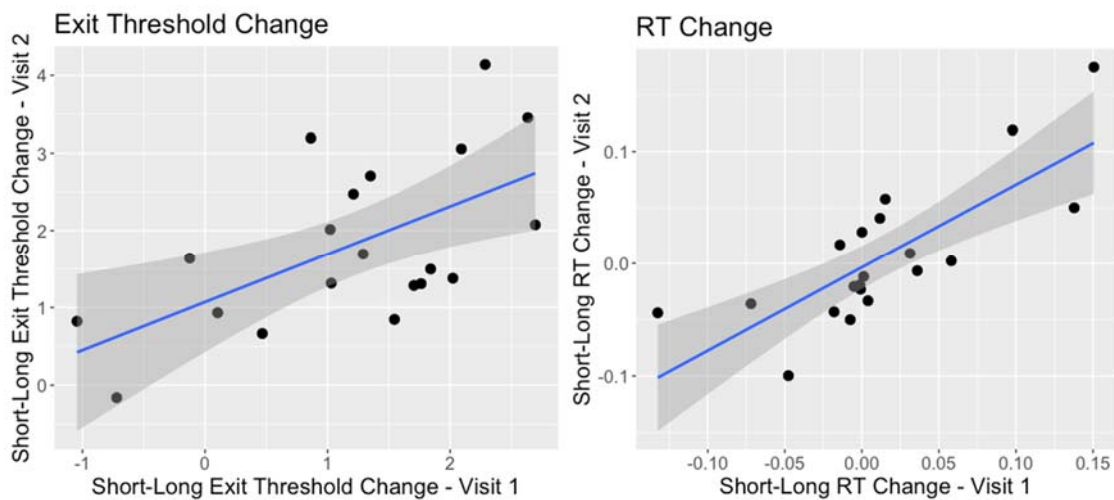 Exit Threshold Change
Short-Long Exit Threshold Change - Visit 2
4
3
2
1
0
-1 0 1 2
Short-Long Exit Threshold Change - Visit 1
RT Change
Short-Long RT Change - Visit 2
0.1
0.0
-0.1
-0.10 -0.05 0.00 0.05 0.10 0.15
Short-Long RT Change - Visit 1